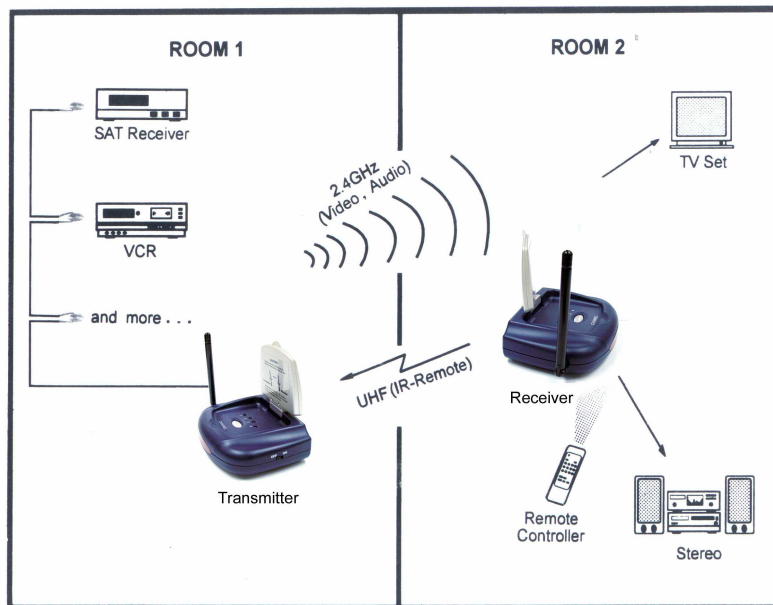 ROOM 1
ROOM 2
SAT Receiver
VCR
and more . . .
2.4GHz
(Video, Audio)
TV Set
UHF (IR-Remote)
Receiver
Transmitter
Remote
Controller
Stereo